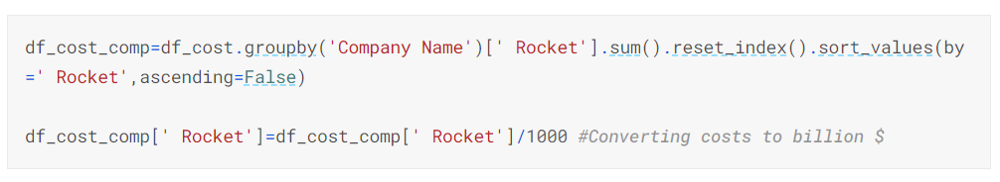 df_cost_comp=df_cost.groupby('Company Name')[' Rocket'].sum().reset_index().sort_values(by
=' Rocket',ascending=False)
df_cost_comp[' Rocket']=df_cost_comp[' Rocket']/1000 #Converting costs to billion $